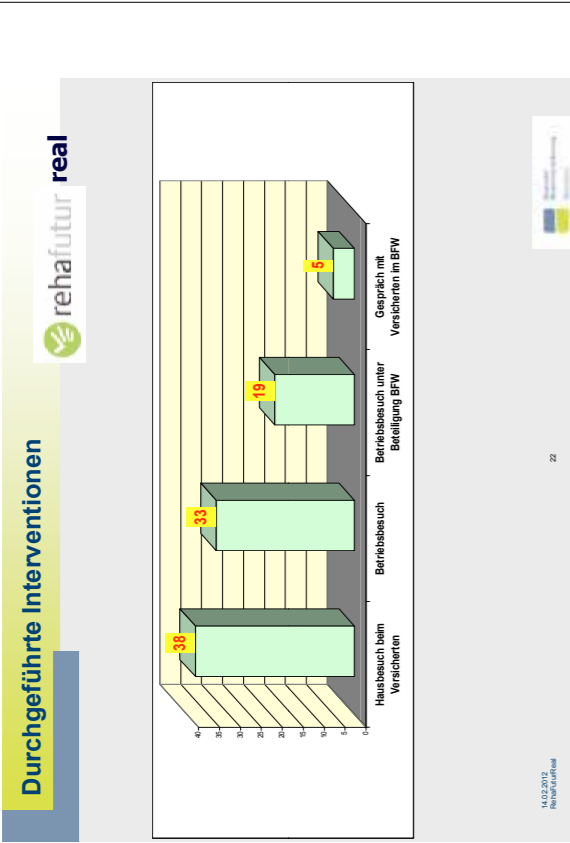 Durchgeführte Interventionen
rehafutur real
38
33
19
5
40
35
30
25
20
15
10
5
0
Hausbesuch beim
Versicherten
Betriebsbesuch
Betriebsbesuch unter
Beteiligung BFW
Gespräch mit
Versicherten im BFW
14.02.2012
RehaFuturReal
22